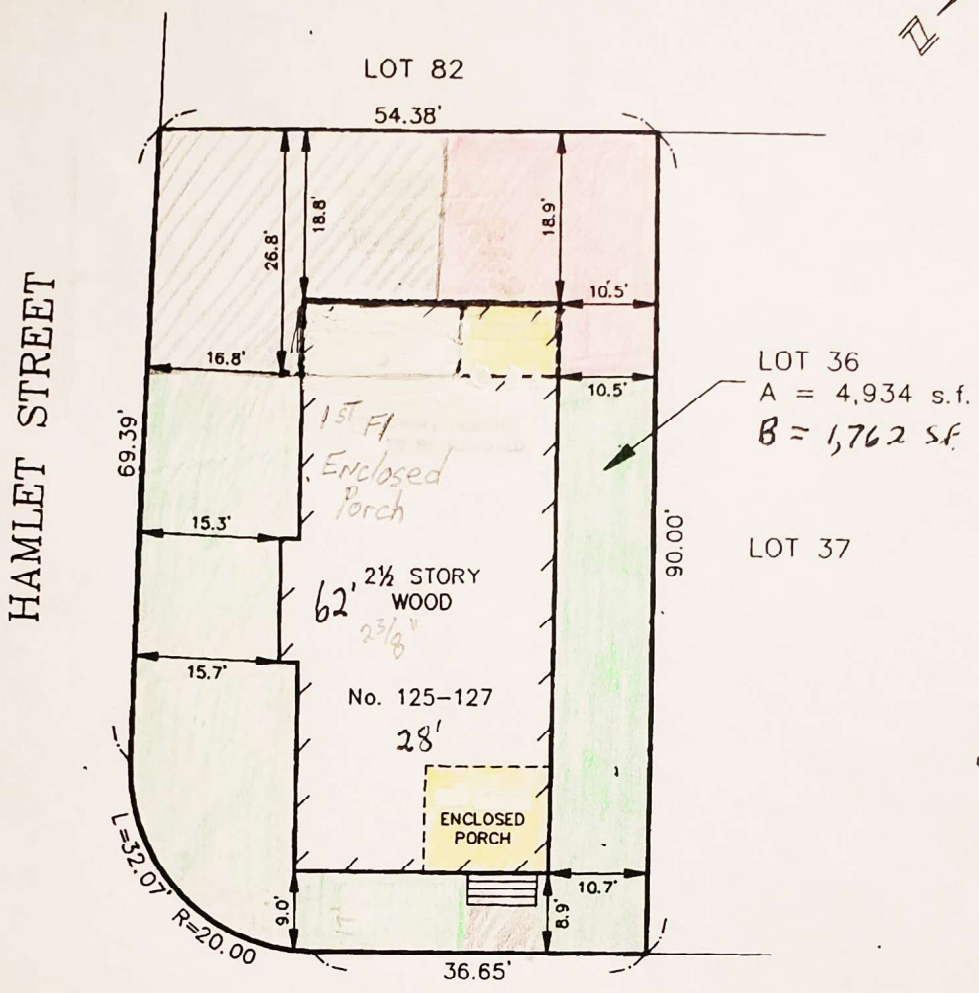 LOT 82
54.38'
26.8'
18.8'
18.9'
10.5'
16.8'
10.5'
LOT 36
A = 4,934 s.f.
B = 1,762 S.F.
HAMLET STREET
69.39'
1ST Fl
Enclosed
Porch
15.3'
90.00'
LOT 37
62'
2½ STORY
WOOD
2 3/8"
15.7'
No. 125-127
28'
ENCLOSED
PORCH
L=32.07'
R=20.00
9.0'
8.9'
10.7'
36.65'